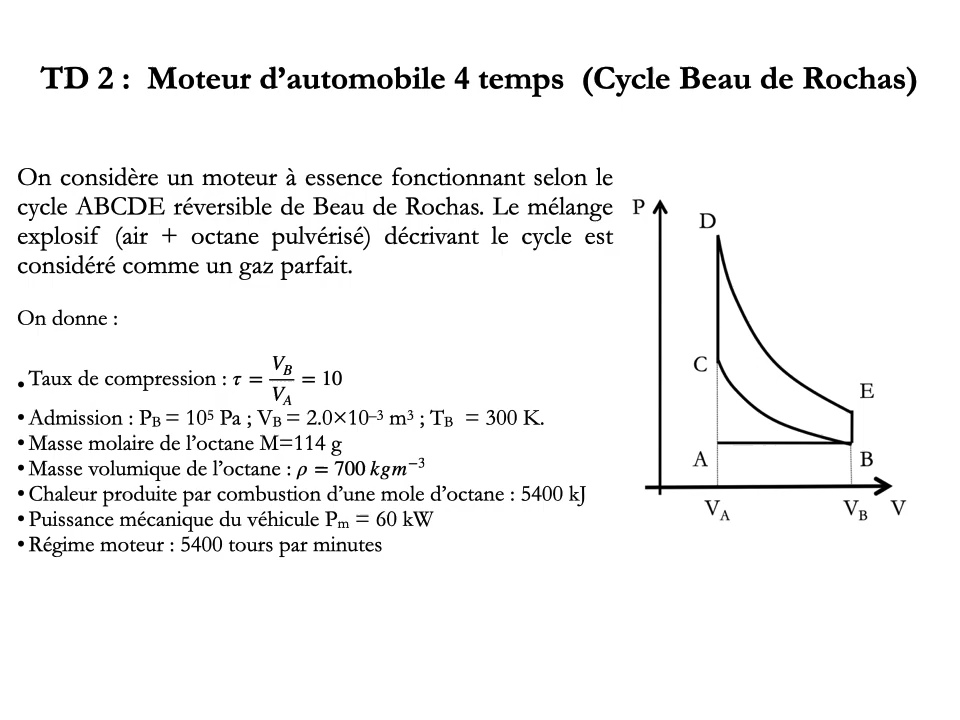 TD 2 : Moteur d’automobile 4 temps (Cycle Beau de Rochas)
On considère un moteur à essence fonctionnant selon le
cycle ABCDE réversible de Beau de Rochas. Le mélange
explosif (air + octane pulvérisé) décrivant le cycle est
considéré comme un gaz parfait.
On donne :
• Taux de compression : τ = V_B / V_A = 10
• Admission : P_B = 10⁵ Pa ; V_B = 2.0×10⁻³ m³ ; T_B = 300 K.
• Masse molaire de l’octane M=114 g
• Masse volumique de l’octane : ρ = 700 kgm⁻³
• Chaleur produite par combustion d’une mole d’octane : 5400 kJ
• Puissance mécanique du véhicule P_m = 60 kW
• Régime moteur : 5400 tours par minutes
P
D
C
E
A
B
V_A
V_B
V